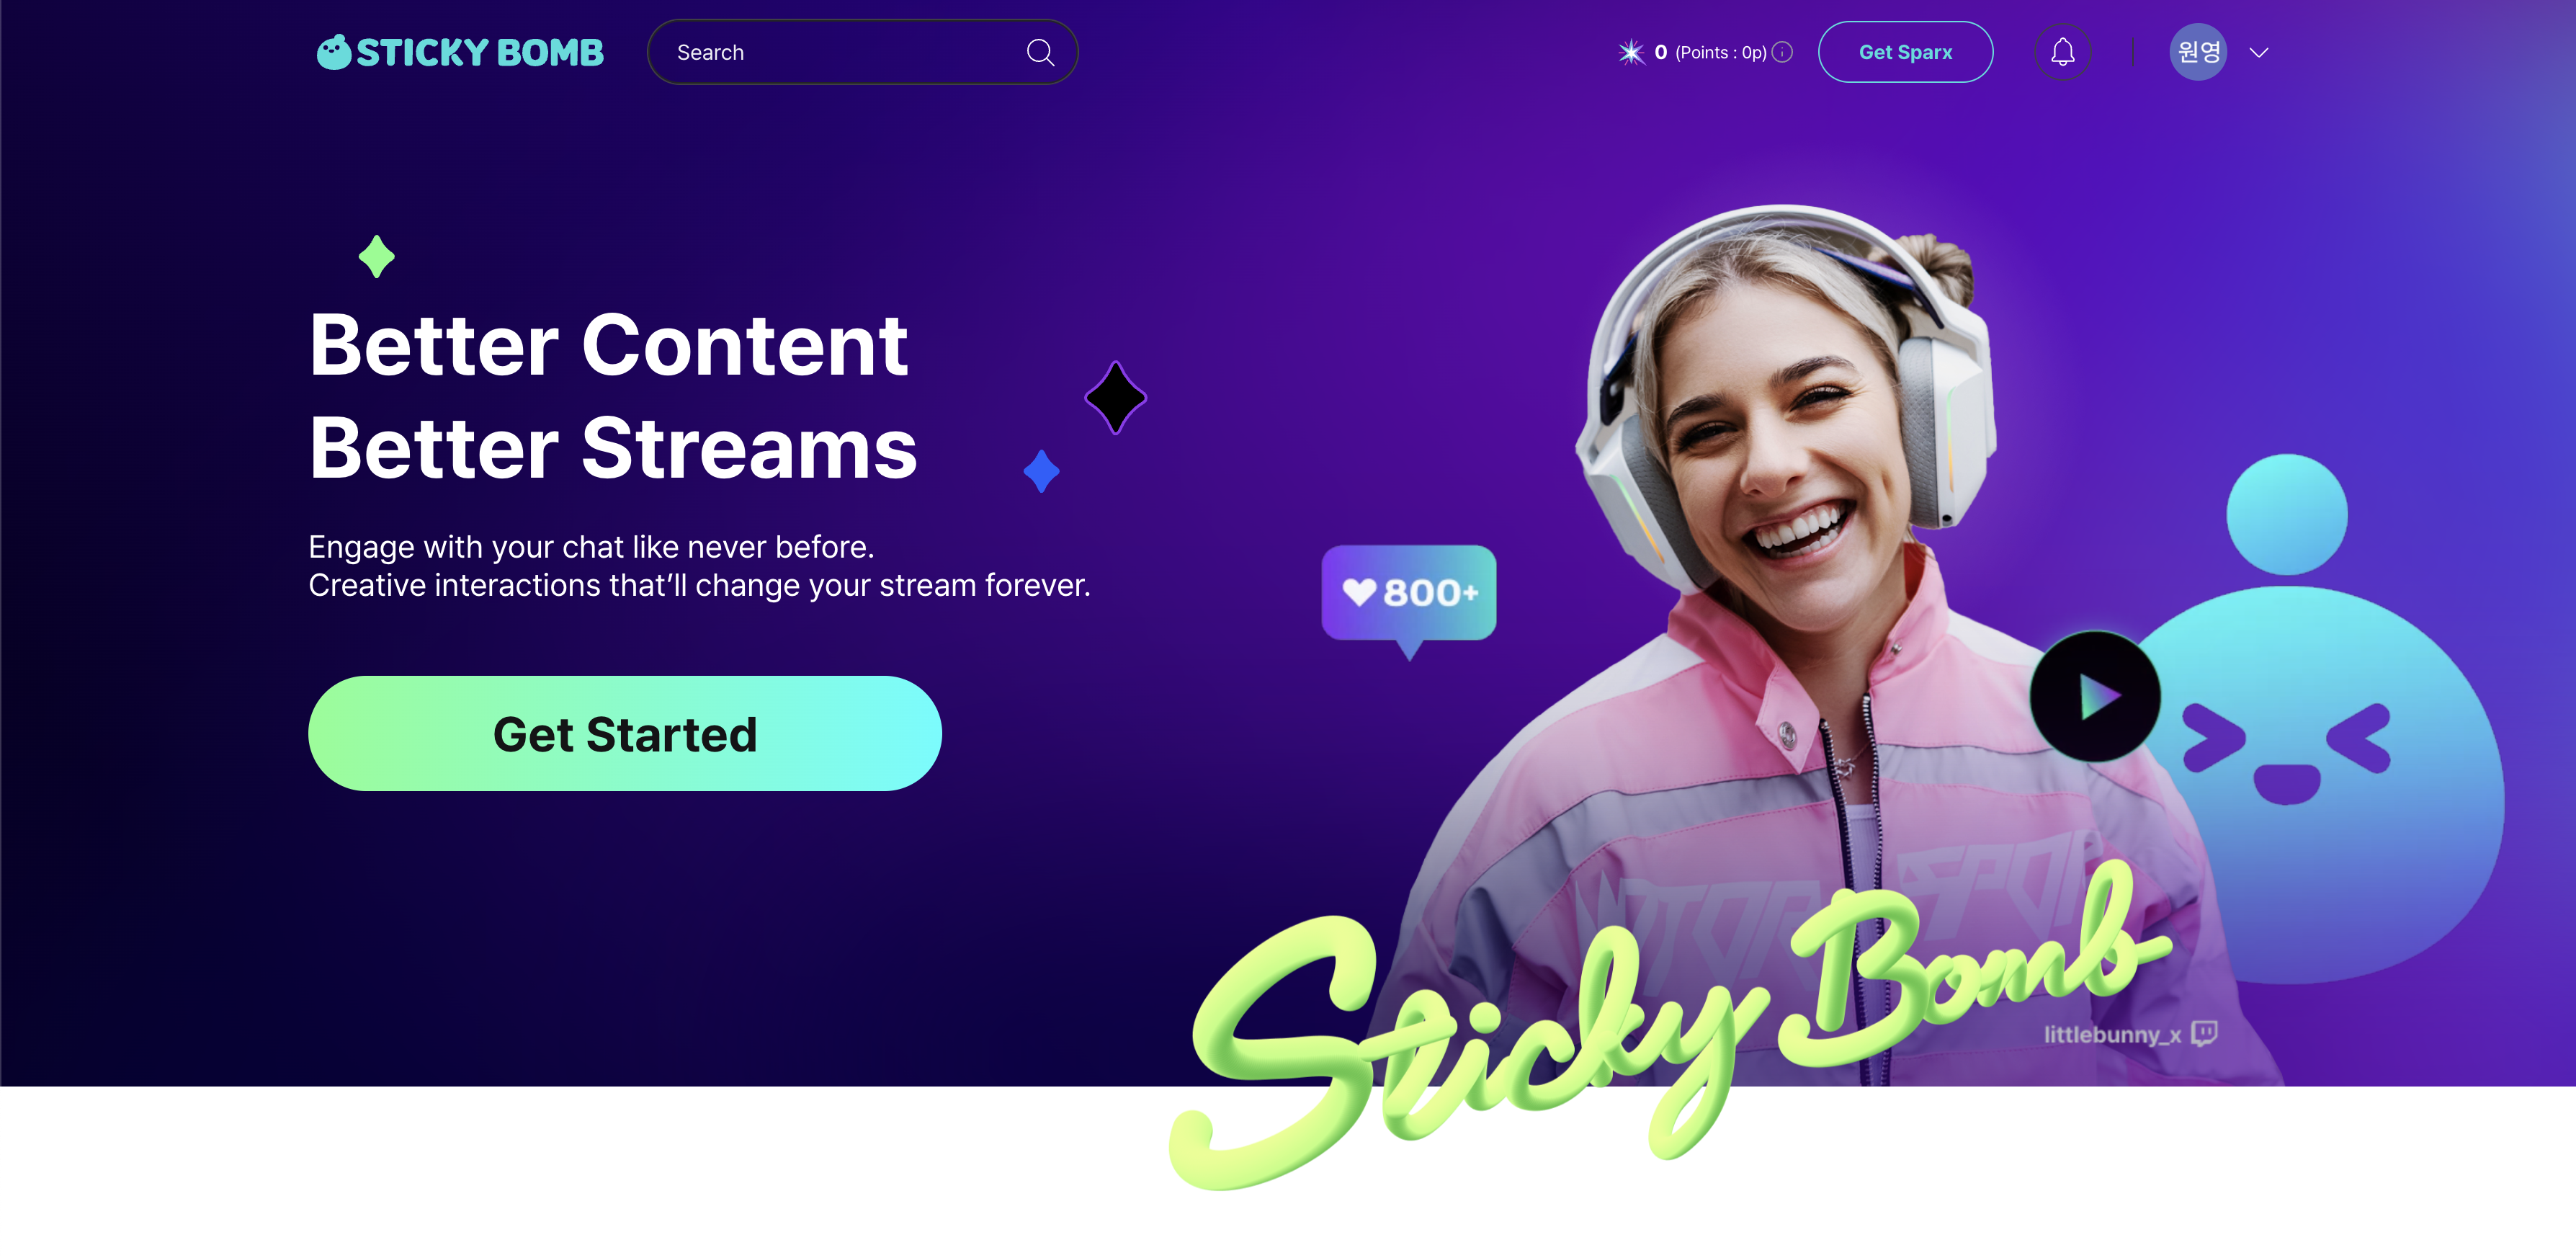 STICKY BOMB
Search
0 (Points : 0p)
Get Sparx
원영
Better Content
Better Streams
Engage with your chat like never before.
Creative interactions that’ll change your stream forever.
Get Started
800+
Sticky Bomb
littlebunny_x